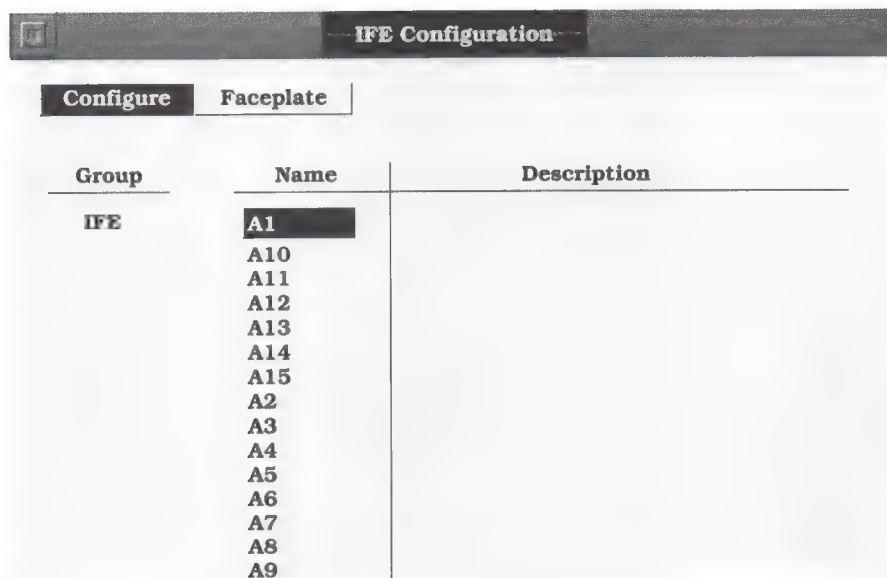 IFE Configuration
Configure Faceplate
Group Name Description
IFE A1
A10
A11
A12
A13
A14
A15
A2
A3
A4
A5
A6
A7
A8
A9